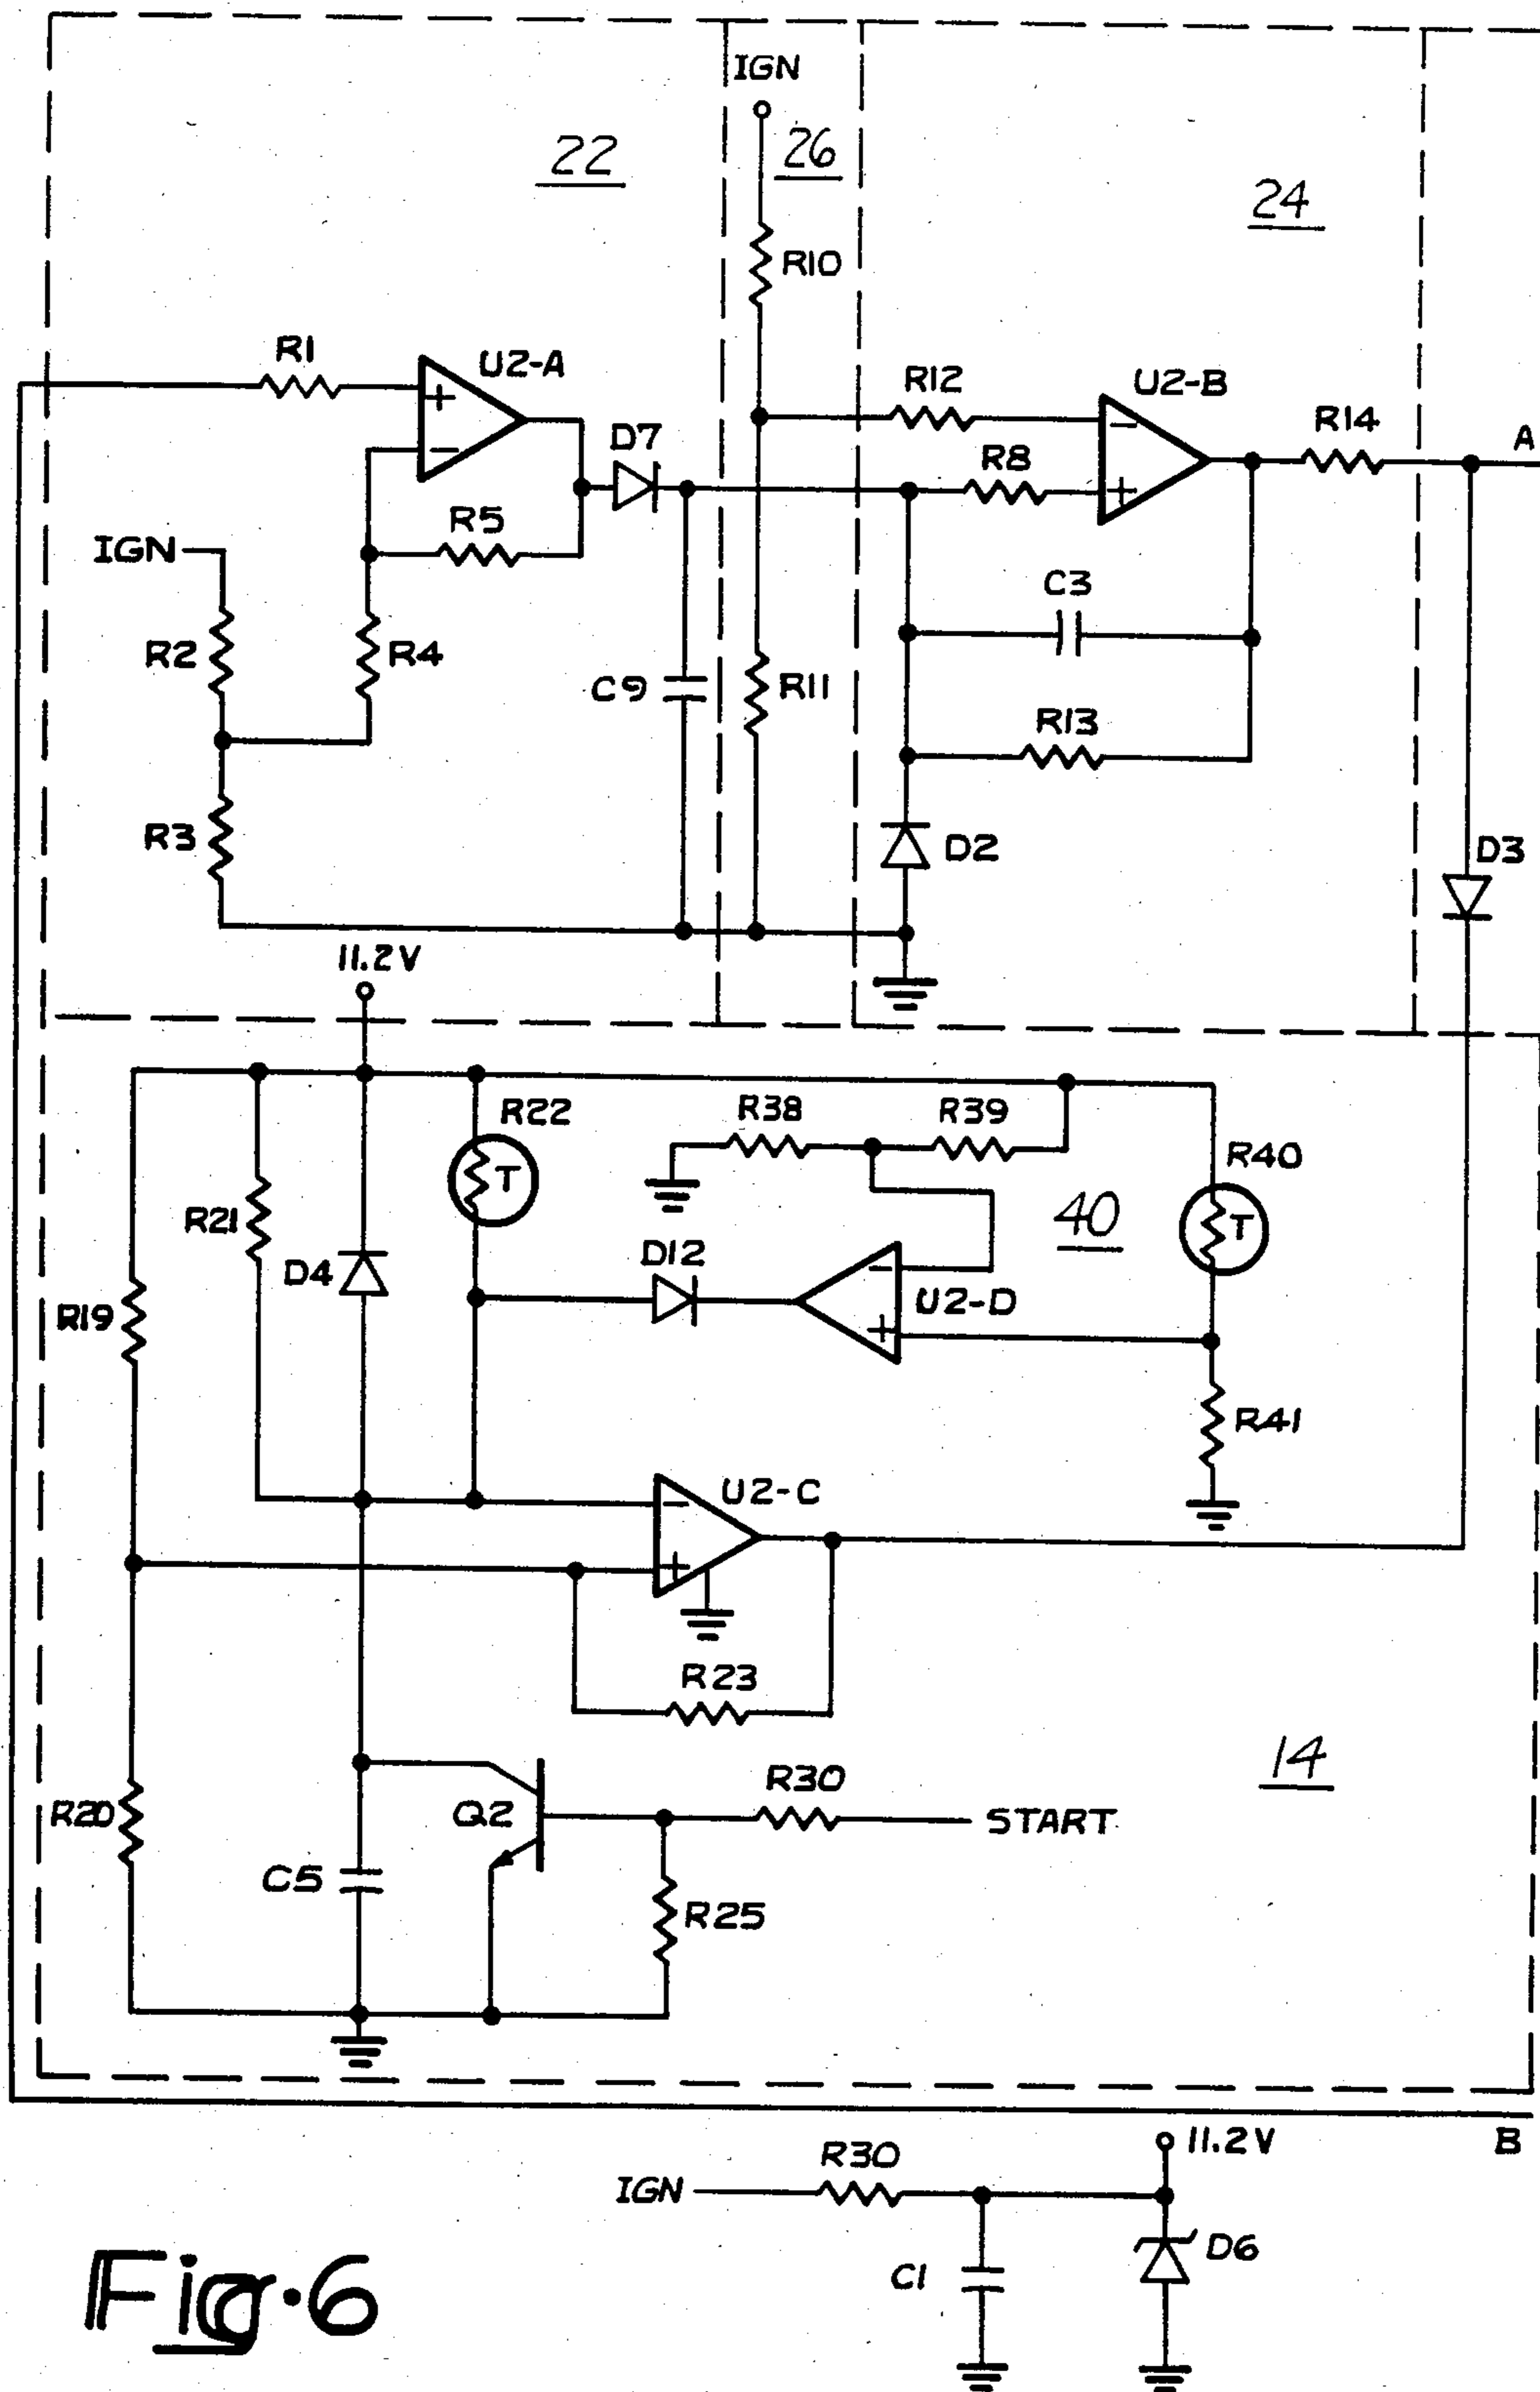 IGN
22
26
24
R10
R1
U2-A
R12
U2-B
R14
A
D7
R8
+
−
−
+
R5
IGN
C3
R2
R4
C9
R11
R13
R3
D2
D3
11.2V
R22
R38
R39
R40
T
R21
40
T
D4
D12
−
U2-D
R19
+
R41
U2-C
−
+
R23
14
R30
Q2
START
R20
C5
R25
B
11.2V
R30
IGN
D6
C1
Fig.6